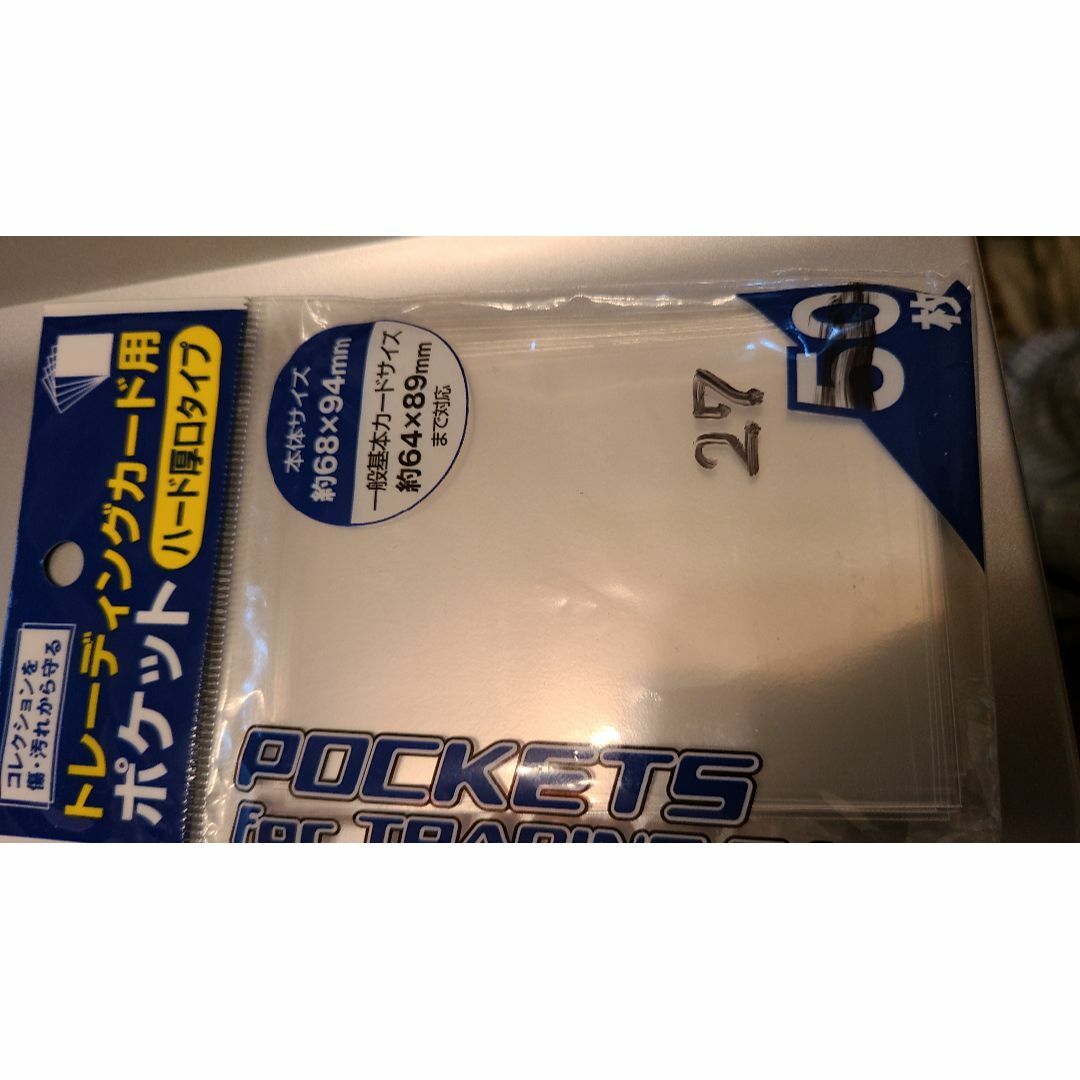 コレクションを
傷・汚れから守る
トレーディングカード用
ポケット
ハード厚口タイプ
本体サイズ
約68×94mm
一般基本カードサイズ
約64×89mm
まで対応
50枚
27
POCKETS
for TRADING